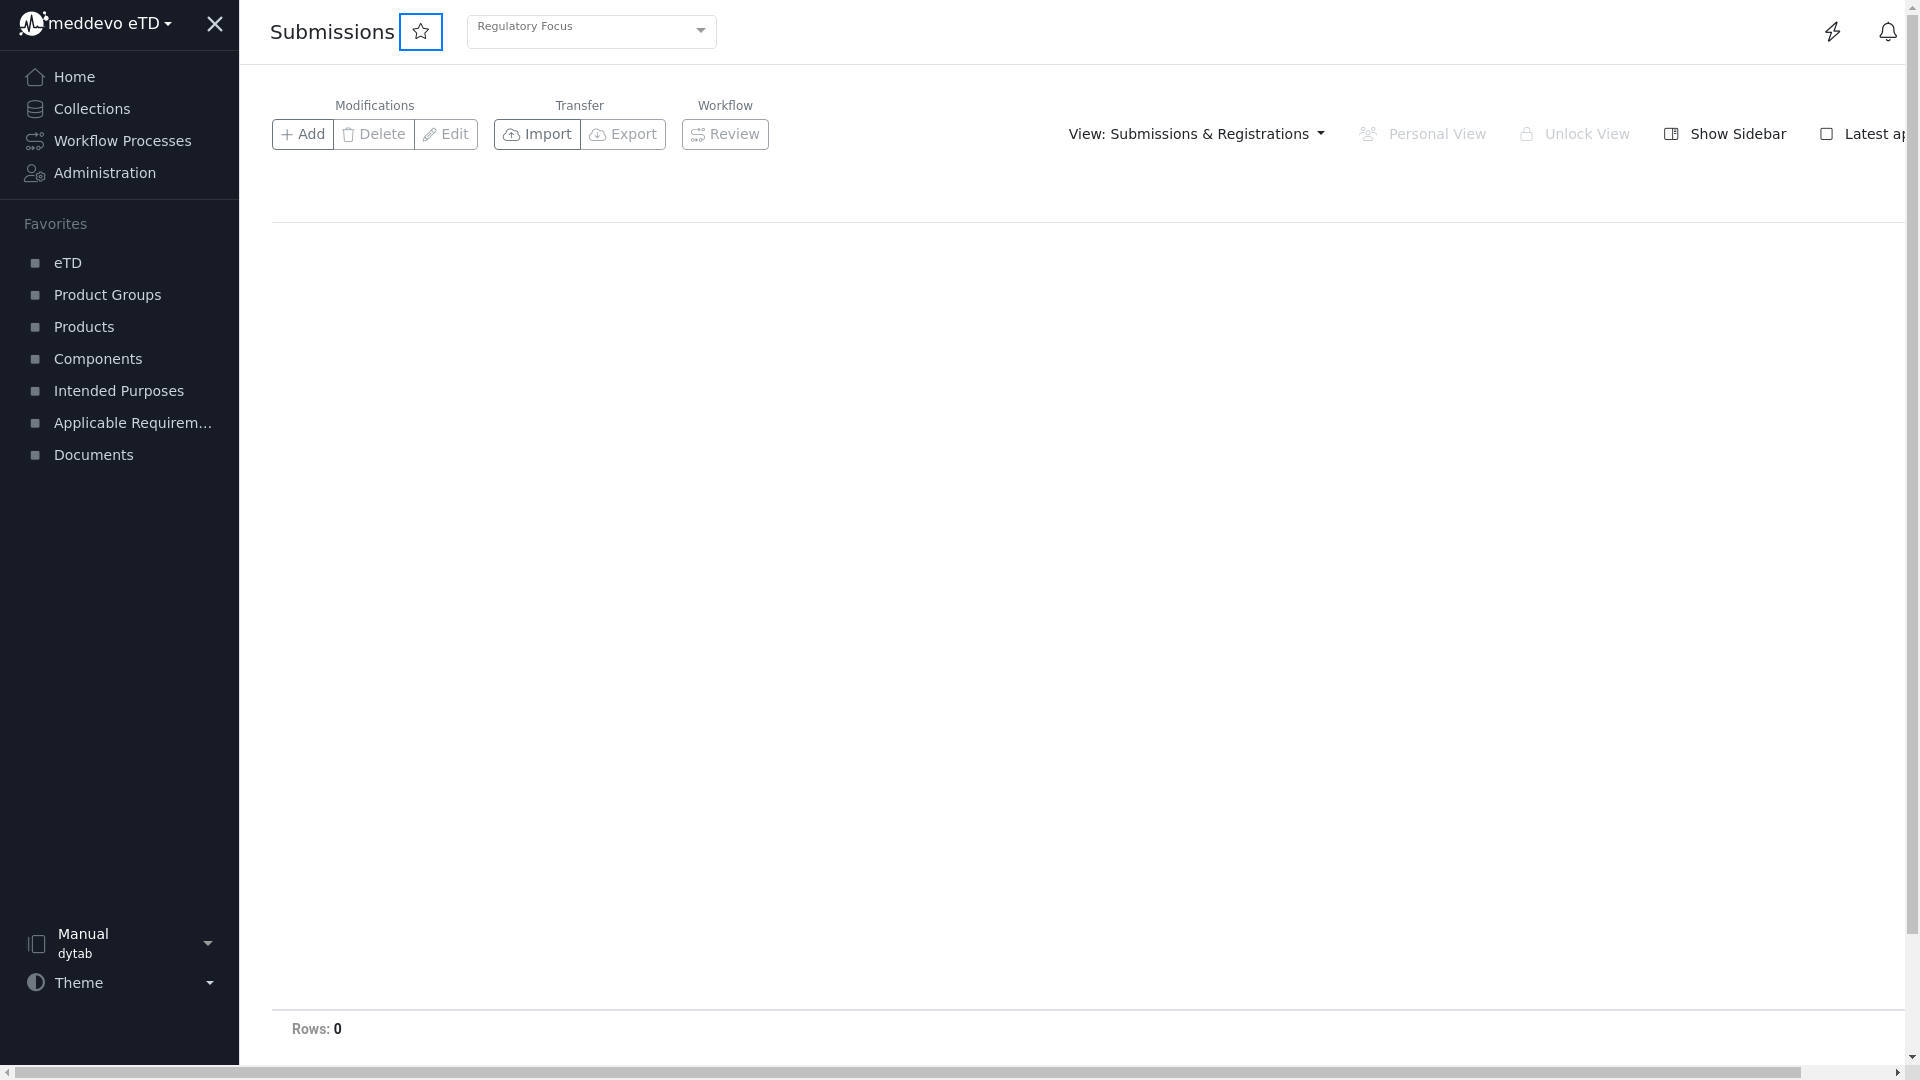 meddevo eTD
Home
Collections
Workflow Processes
Administration
Favorites
eTD
Product Groups
Products
Components
Intended Purposes
Applicable Requirem...
Documents
Manual
dytab
Theme
Submissions
Regulatory Focus
Modifications
Transfer
Workflow
Add
Delete
Edit
Import
Export
Review
View: Submissions & Registrations
Personal View
Unlock View
Show Sidebar
Latest ap
Rows: 0